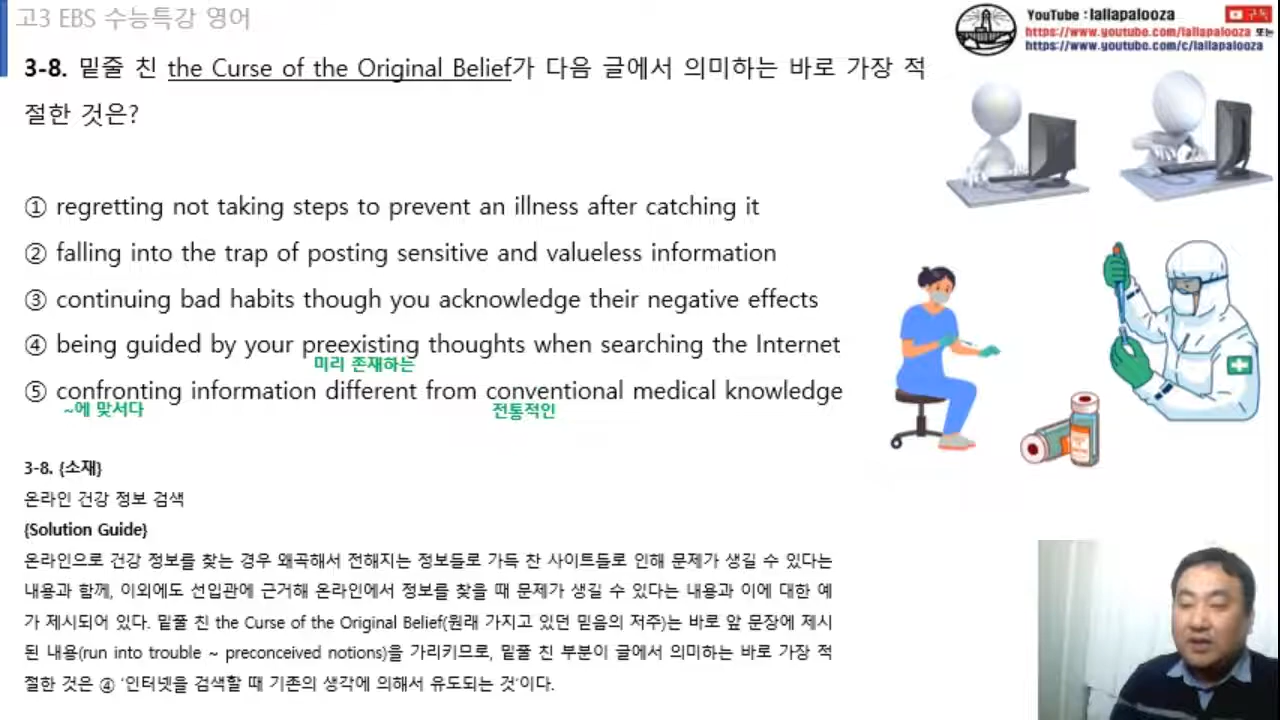 고3 EBS 수능특강 영어
YouTube : lallapalooza
구독
https://www.youtube.com/lallapalooza 또는
https://www.youtube.com/c/lallapalooza
3-8. 밑줄 친 the Curse of the Original Belief가 다음 글에서 의미하는 바로 가장 적
절한 것은?
① regretting not taking steps to prevent an illness after catching it
② falling into the trap of posting sensitive and valueless information
③ continuing bad habits though you acknowledge their negative effects
④ being guided by your preexisting thoughts when searching the Internet
미리 존재하는
⑤ confronting information different from conventional medical knowledge
~에 맞서다
전통적인
3-8. {소재}
온라인 건강 정보 검색
{Solution Guide}
온라인으로 건강 정보를 찾는 경우 왜곡해서 전해지는 정보들로 가득 찬 사이트들로 인해 문제가 생길 수 있다는
내용과 함께, 이외에도 선입관에 근거해 온라인에서 정보를 찾을 때 문제가 생길 수 있다는 내용과 이에 대한 예
가 제시되어 있다. 밑줄 친 the Curse of the Original Belief(원래 가지고 있던 믿음의 저주)는 바로 앞 문장에 제시
된 내용(run into trouble ~ preconceived notions)을 가리키므로, 밑줄 친 부분이 글에서 의미하는 바로 가장 적
절한 것은 ④ ‘인터넷을 검색할 때 기존의 생각에 의해서 유도되는 것’이다.